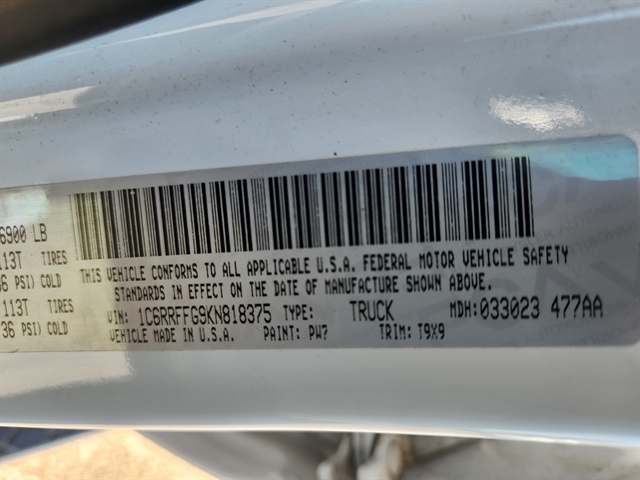 6900 LB
113T TIRES
36 PSI) COLD
113T TIRES
36 PSI) COLD
THIS VEHICLE CONFORMS TO ALL APPLICABLE U.S.A. FEDERAL MOTOR VEHICLE SAFETY
STANDARDS IN EFFECT ON THE DATE OF MANUFACTURE SHOWN ABOVE.
VIN: 1C6RRFFG9KN818375 TYPE: TRUCK MDH:033023 477AA
VEHICLE MADE IN U.S.A. PAINT: PW7 TRIM: T9X9